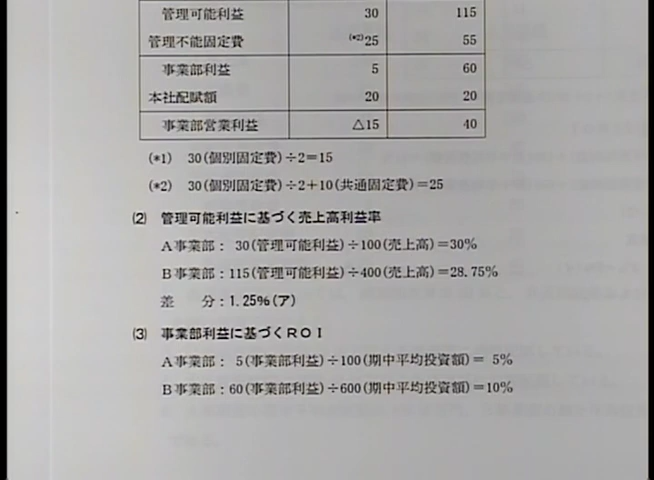 管理可能利益 30 115
管理不能固定費 (*2)25 55
事業部利益 5 60
本社配賦額 20 20
事業部営業利益 △15 40
(*1) 30(個別固定費)÷2＝15
(*2) 30(個別固定費)÷2＋10(共通固定費)＝25
(2) 管理可能利益に基づく売上高利益率
A事業部： 30(管理可能利益)÷100(売上高)＝30%
B事業部：115(管理可能利益)÷400(売上高)＝28.75%
差 分：1.25%(ア)
(3) 事業部利益に基づくROI
A事業部： 5(事業部利益)÷100(期中平均投資額)＝ 5%
B事業部：60(事業部利益)÷600(期中平均投資額)＝10%